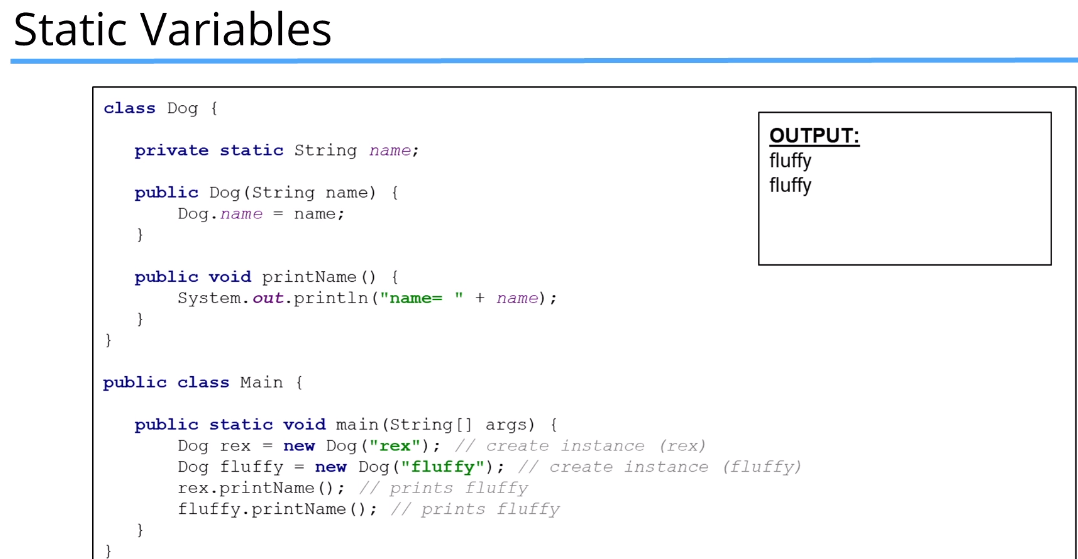 Static Variables
class Dog {
private static String name;
public Dog(String name) {
Dog.name = name;
}
public void printName() {
System.out.println("name= " + name);
}
}
public class Main {
public static void main(String[] args) {
Dog rex = new Dog("rex"); // create instance (rex)
Dog fluffy = new Dog("fluffy"); // create instance (fluffy)
rex.printName(); // prints fluffy
fluffy.printName(); // prints fluffy
}
}
OUTPUT:
fluffy
fluffy